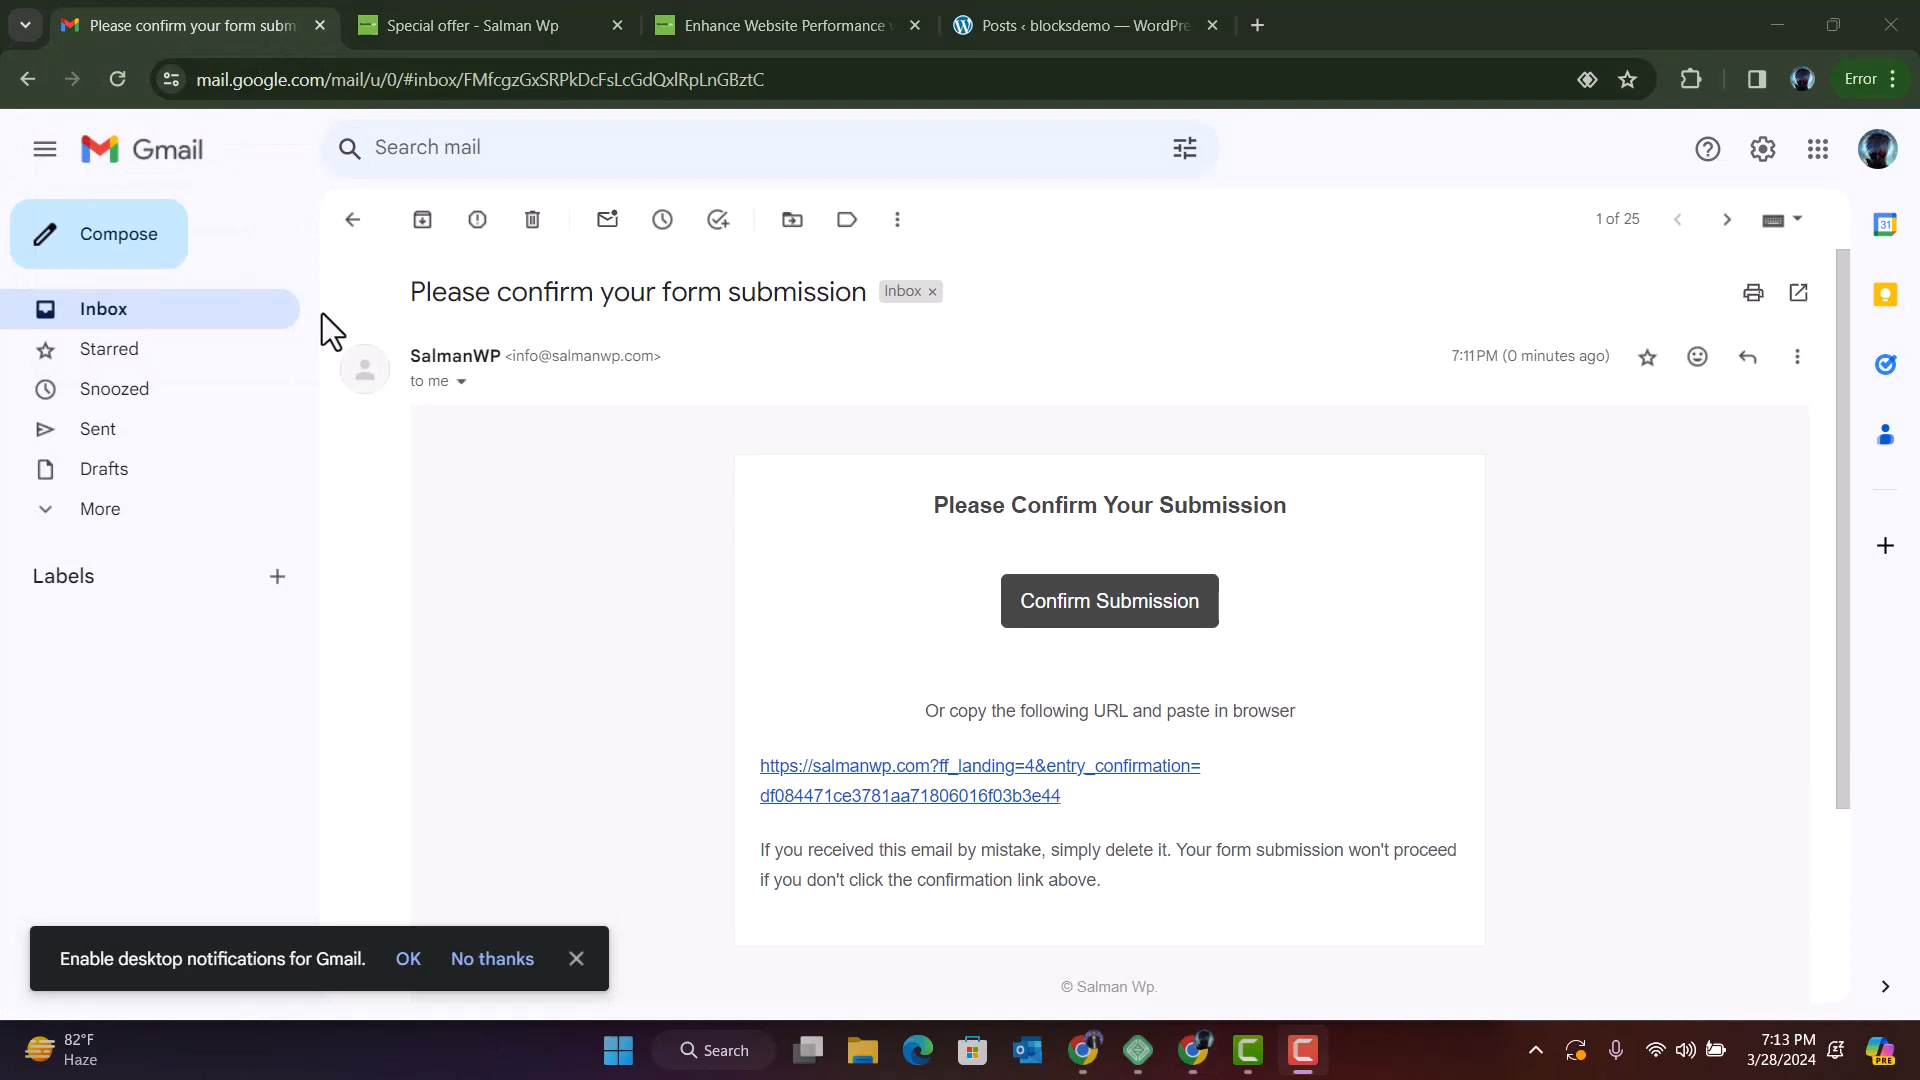 Please confirm your form subm
Special offer - Salman Wp
Enhance Website Performance
Posts ‹ blocksdemo — WordPre
mail.google.com/mail/u/0/#inbox/FMfcgzGxSRPkDcFsLcGdQxlRpLnGBztC
Error
Gmail
Search mail
Compose
1 of 25
Inbox
Starred
Snoozed
Sent
Drafts
More
Labels
Please confirm your form submission
Inbox
SalmanWP <info@salmanwp.com>
7:11 PM (0 minutes ago)
to me
31
Please Confirm Your Submission
Confirm Submission
Or copy the following URL and paste in browser
https://salmanwp.com?ff_landing=4&entry_confirmation=
df084471ce3781aa71806016f03b3e44
If you received this email by mistake, simply delete it. Your form submission won't proceed
if you don't click the confirmation link above.
© Salman Wp.
Enable desktop notifications for Gmail.
OK
No thanks
82°F
Haze
Search
7:13 PM
3/28/2024
PRE